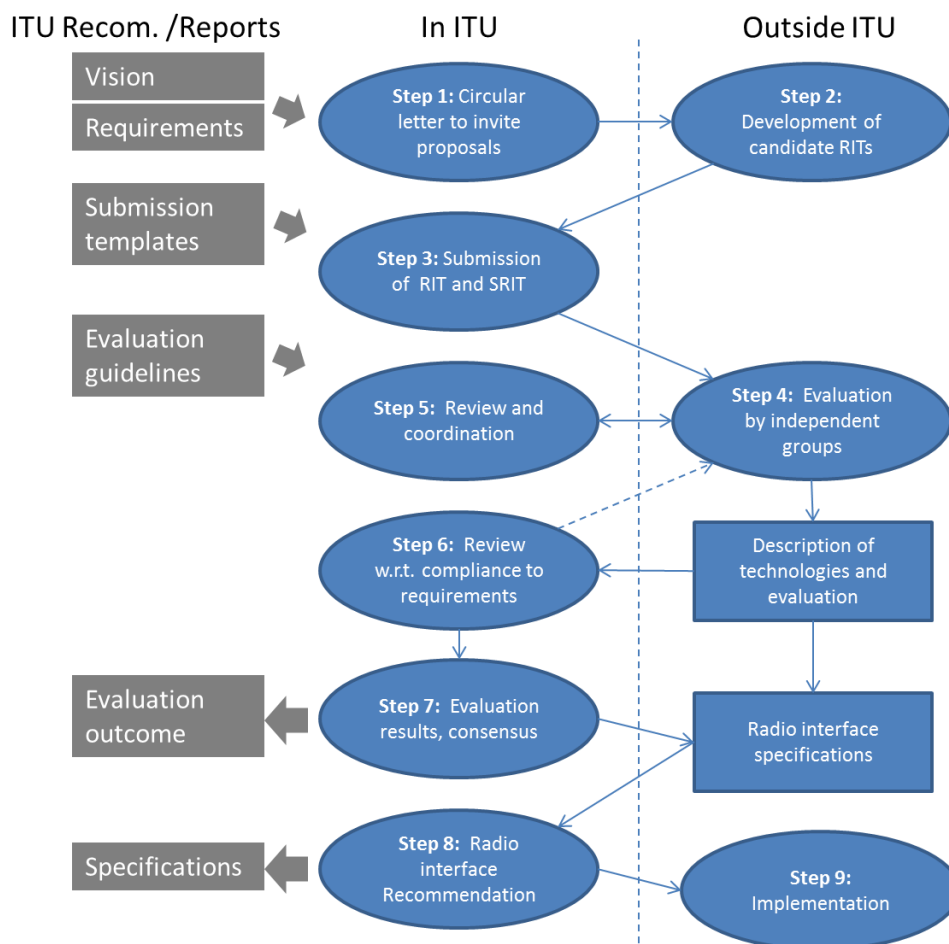 ITU Recom. /Reports
In ITU
Outside ITU
Vision
Requirements
Step 1: Circular
letter to invite
proposals
Step 2:
Development of
candidate RITs
Submission
templates
Step 3: Submission
of RIT and SRIT
Evaluation
guidelines
Step 5: Review and
coordination
Step 4: Evaluation
by independent
groups
Step 6: Review
w.r.t. compliance to
requirements
Description of
technologies and
evaluation
Evaluation
outcome
Step 7: Evaluation
results, consensus
Radio interface
specifications
Specifications
Step 8: Radio
interface
Recommendation
Step 9:
Implementation